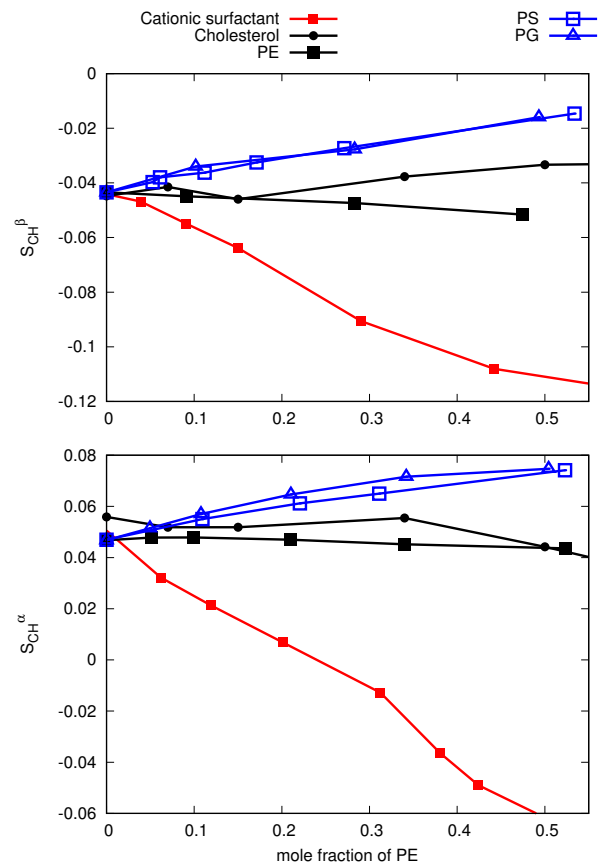 Cationic surfactant
Cholesterol
PE
PS
PG
0
-0.02
-0.04
-0.06
-0.08
-0.1
-0.12
S_CH^β
0 0.1 0.2 0.3 0.4 0.5
0.08
0.06
0.04
0.02
0
-0.02
-0.04
-0.06
S_CH^α
0 0.1 0.2 0.3 0.4 0.5
mole fraction of PE